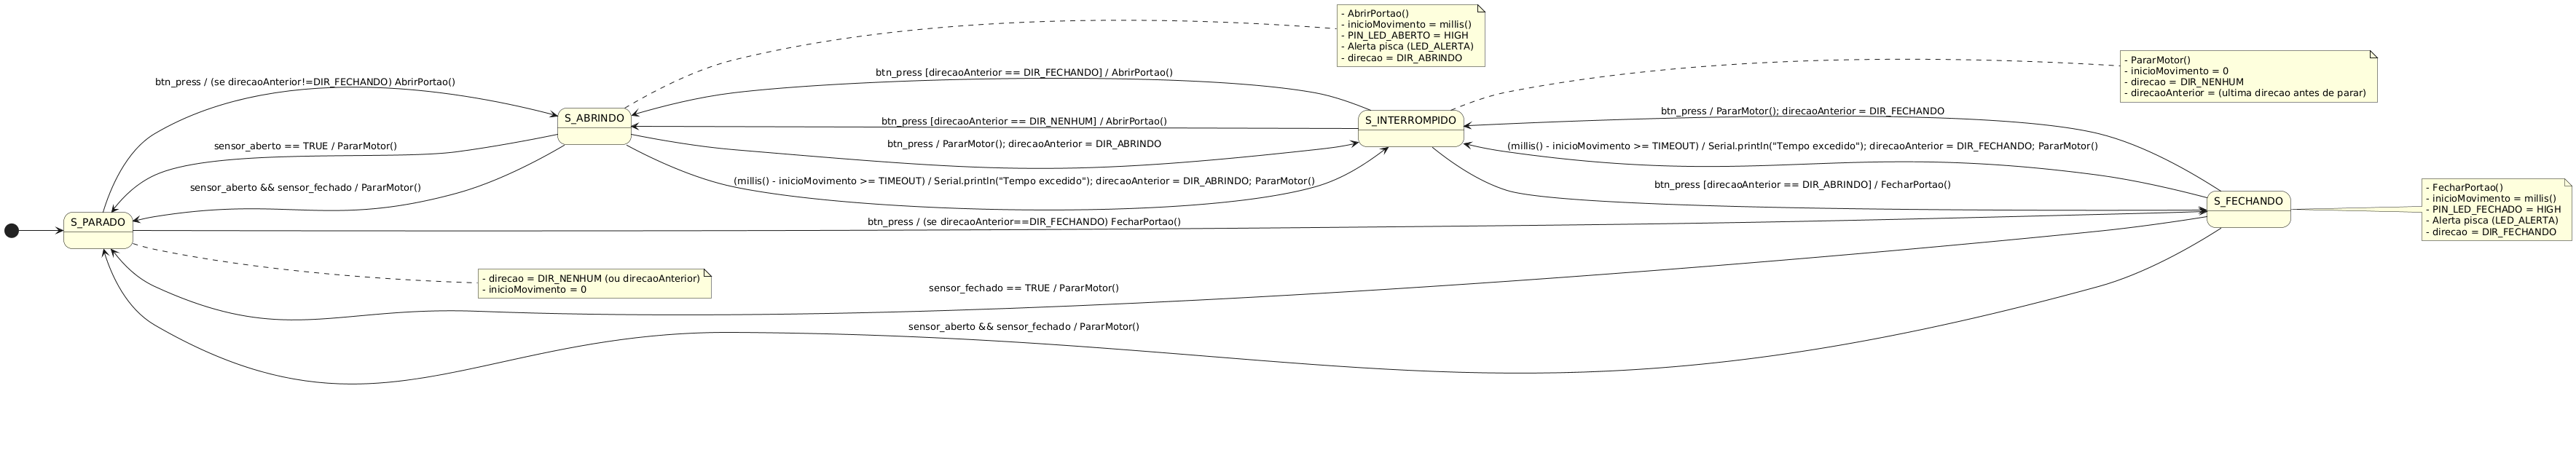 - AbrirPortao()
- inicioMovimento = millis()
- PIN_LED_ABERTO = HIGH
- Alerta pisca (LED_ALERTA)
- direcao = DIR_ABRINDO
- PararMotor()
- inicioMovimento = 0
- direcao = DIR_NENHUM
- direcaoAnterior = (ultima direcao antes de parar)
btn_press / (se direcaoAnterior!=DIR_FECHANDO) AbrirPortao()
btn_press [direcaoAnterior == DIR_FECHANDO] / AbrirPortao()
S_ABRINDO
btn_press [direcaoAnterior == DIR_NENHUM] / AbrirPortao()
S_INTERROMPIDO
btn_press / PararMotor(); direcaoAnterior = DIR_FECHANDO
sensor_aberto == TRUE / PararMotor()
btn_press / PararMotor(); direcaoAnterior = DIR_ABRINDO
(millis() - inicioMovimento >= TIMEOUT) / Serial.println("Tempo excedido"); direcaoAnterior = DIR_FECHANDO; PararMotor()
sensor_aberto && sensor_fechado / PararMotor()
(millis() - inicioMovimento >= TIMEOUT) / Serial.println("Tempo excedido"); direcaoAnterior = DIR_ABRINDO; PararMotor()
btn_press [direcaoAnterior == DIR_ABRINDO] / FecharPortao()
S_FECHANDO
- FecharPortao()
- inicioMovimento = millis()
- PIN_LED_FECHADO = HIGH
- Alerta pisca (LED_ALERTA)
- direcao = DIR_FECHANDO
S_PARADO
btn_press / (se direcaoAnterior==DIR_FECHANDO) FecharPortao()
- direcao = DIR_NENHUM (ou direcaoAnterior)
- inicioMovimento = 0
sensor_fechado == TRUE / PararMotor()
sensor_aberto && sensor_fechado / PararMotor()